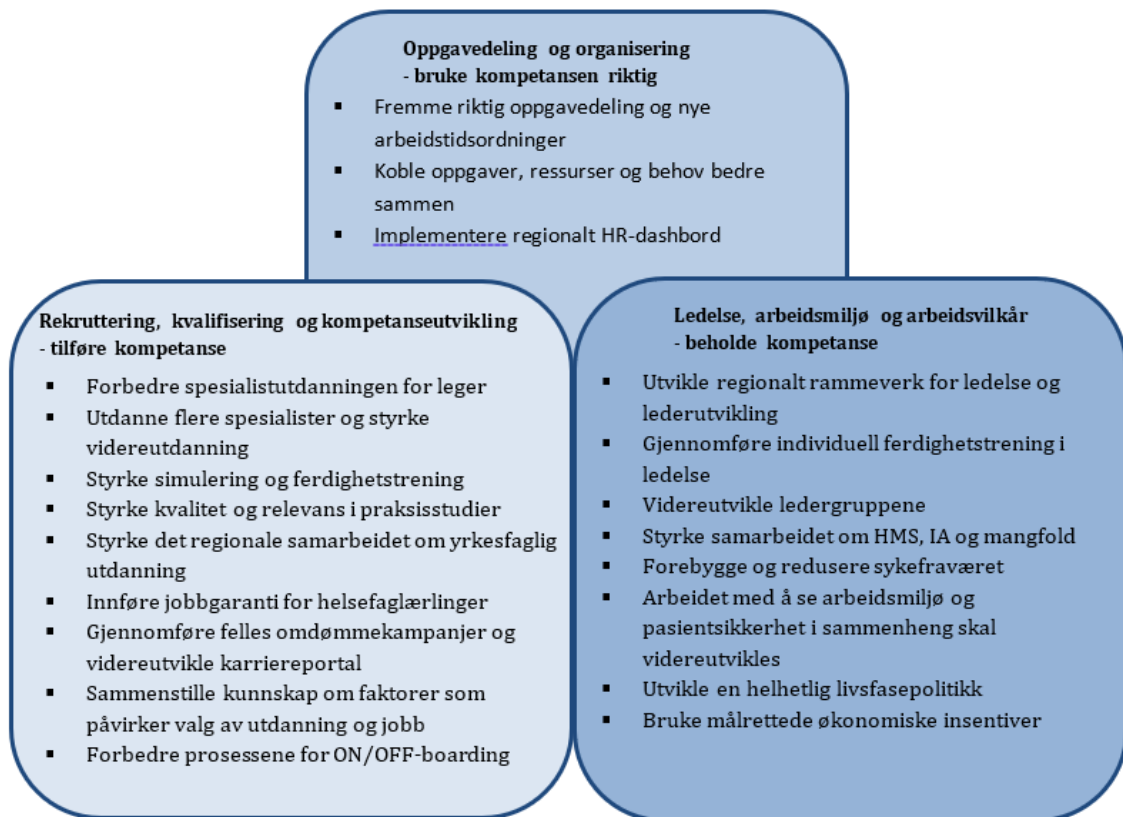 Oppgavedeling og organisering
- bruke kompetansen riktig
▪ Fremme riktig oppgavedeling og nye
arbeidstidsordninger
▪ Koble oppgaver, ressurser og behov bedre
sammen
▪ Implementere regionalt HR-dashbord
Rekruttering, kvalifisering og kompetanseutvikling
- tilføre kompetanse
▪ Forbedre spesialistutdanningen for leger
▪ Utdanne flere spesialister og styrke
videreutdanning
▪ Styrke simulering og ferdighetstrening
▪ Styrke kvalitet og relevans i praksisstudier
▪ Styrke det regionale samarbeidet om yrkesfaglig
utdanning
▪ Innføre jobbgaranti for helsefaglærlinger
▪ Gjennomføre felles omdømmekampanjer og
videreutvikle karriereportal
▪ Sammenstille kunnskap om faktorer som
påvirker valg av utdanning og jobb
▪ Forbedre prosessene for ON/OFF-boarding
Ledelse, arbeidsmiljø og arbeidsvilkår
- beholde kompetanse
▪ Utvikle regionalt rammeverk for ledelse og
lederutvikling
▪ Gjennomføre individuell ferdighetstrening i
ledelse
▪ Videreutvikle ledergruppene
▪ Styrke samarbeidet om HMS, IA og mangfold
▪ Forebygge og redusere sykefraværet
▪ Arbeidet med å se arbeidsmiljø og
pasientsikkerhet i sammenheng skal
videreutvikles
▪ Utvikle en helhetlig livsfasepolitikk
▪ Bruke målrettede økonomiske insentiver